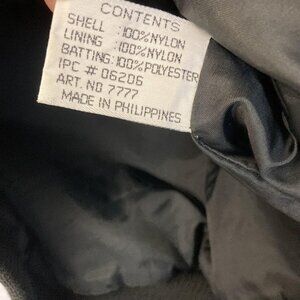 CONTENTS
SHELL :100%NYLON
LINING :100%NYLON
BATTING:100%POLYESTER
IPC # 06206
ART. NO 7777
MADE IN PHILIPPINES